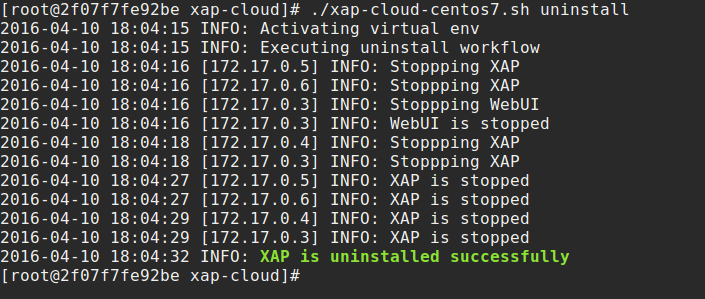 [root@2f07f7fe92be xap-cloud]# ./xap-cloud-centos7.sh uninstall
2016-04-10 18:04:15 INFO: Activating virtual env
2016-04-10 18:04:15 INFO: Executing uninstall workflow
2016-04-10 18:04:16 [172.17.0.5] INFO: Stoppping XAP
2016-04-10 18:04:16 [172.17.0.6] INFO: Stoppping XAP
2016-04-10 18:04:16 [172.17.0.3] INFO: Stoppping WebUI
2016-04-10 18:04:16 [172.17.0.3] INFO: WebUI is stopped
2016-04-10 18:04:18 [172.17.0.4] INFO: Stoppping XAP
2016-04-10 18:04:18 [172.17.0.3] INFO: Stoppping XAP
2016-04-10 18:04:27 [172.17.0.5] INFO: XAP is stopped
2016-04-10 18:04:27 [172.17.0.6] INFO: XAP is stopped
2016-04-10 18:04:29 [172.17.0.4] INFO: XAP is stopped
2016-04-10 18:04:29 [172.17.0.3] INFO: XAP is stopped
2016-04-10 18:04:32 INFO: XAP is uninstalled successfully
[root@2f07f7fe92be xap-cloud]#